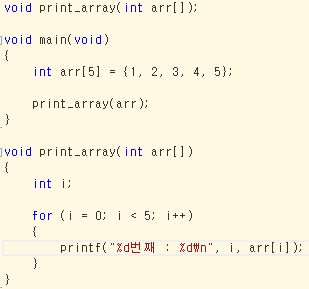 void print_array(int arr[]);
void main(void)
{
    int arr[5] = {1, 2, 3, 4, 5};
    print_array(arr);
}
void print_array(int arr[])
{
    int i;
    for (i = 0; i < 5; i++)
    {
        printf("%d번째 : %d₩n", i, arr[i]);
    }
}